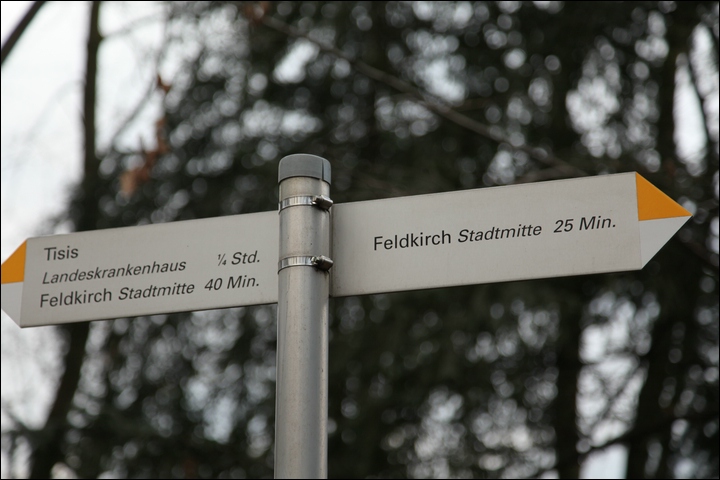 Tisis
Landeskrankenhaus ¼ Std.
Feldkirch Stadtmitte 40 Min.
Feldkirch Stadtmitte 25 Min.